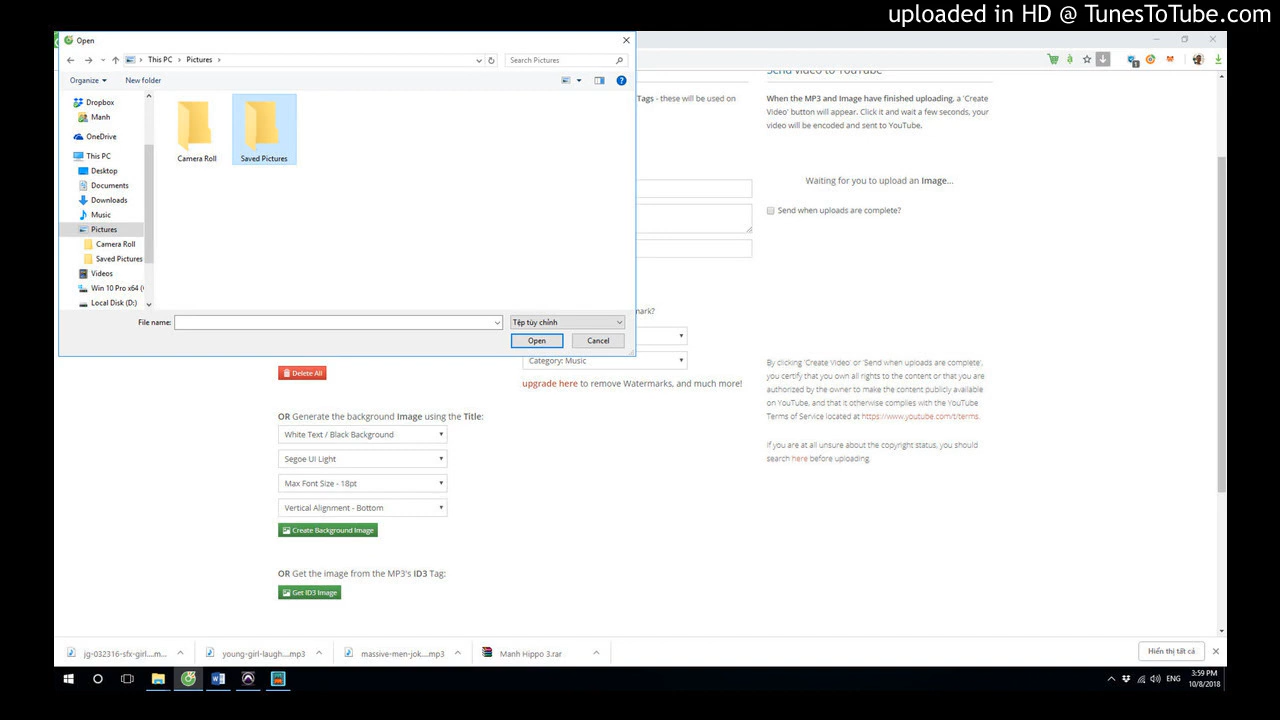 uploaded in HD @ TunesToTube.com
Open
This PC
Pictures
Search Pictures
Organize
New folder
Dropbox
Manh
OneDrive
This PC
Desktop
Documents
Downloads
Music
Pictures
Camera Roll
Saved Pictures
Videos
Win 10 Pro x64 (
Local Disk (D:)
Camera Roll
Saved Pictures
File name:
Tệp tùy chỉnh
Open
Cancel
Send video to YouTube
Tags - these will be used on
When the MP3 and Image have finished uploading, a 'Create
Video' button will appear. Click it and wait a few seconds, your
video will be encoded and sent to YouTube.
Waiting for you to upload an Image...
Send when uploads are complete?
mark?
Category: Music
upgrade here to remove Watermarks, and much more!
By clicking 'Create Video' or 'Send when uploads are complete',
you certify that you own all rights to the content or that you are
authorized by the owner to make the content publicly available
on YouTube, and that it otherwise complies with the YouTube
Terms of Service located at https://www.youtube.com/t/terms.
If you are at all unsure about the copyright status, you should
search here before uploading.
Delete All
OR Generate the background Image using the Title:
White Text / Black Background
Segoe UI Light
Max Font Size - 18pt
Vertical Alignment - Bottom
Create Background Image
OR Get the image from the MP3's ID3 Tag:
Get ID3 Image
jg-032316-sfx-girl....m...
young-girl-laugh....mp3
massive-men-jok....mp3
Manh Hippo 3.rar
Hiển thị tất cả
ENG
3:59 PM
10/8/2018